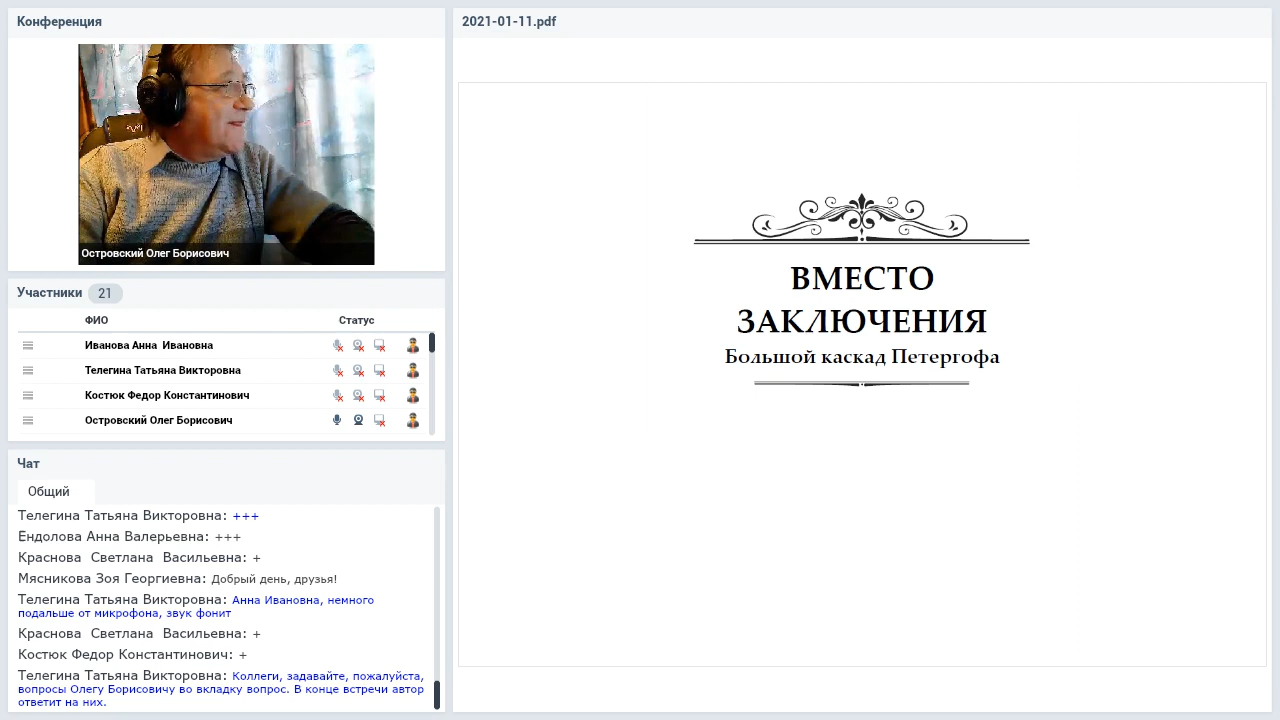 Конференция
Островский Олег Борисович
Участники 21
ФИО Статус
Иванова Анна Ивановна
Телегина Татьяна Викторовна
Костюк Федор Константинович
Островский Олег Борисович
Чат
Общий
Телегина Татьяна Викторовна: +++
Ендолова Анна Валерьевна: +++
Краснова Светлана Васильевна: +
Мясникова Зоя Георгиевна: Добрый день, друзья!
Телегина Татьяна Викторовна: Анна Ивановна, немного
подальше от микрофона, звук фонит
Краснова Светлана Васильевна: +
Костюк Федор Константинович: +
Телегина Татьяна Викторовна: Коллеги, задавайте, пожалуйста,
вопросы Олегу Борисовичу во вкладку вопрос. В конце встречи автор
ответит на них.
2021-01-11.pdf
ВМЕСТО
ЗАКЛЮЧЕНИЯ
Большой каскад Петергофа